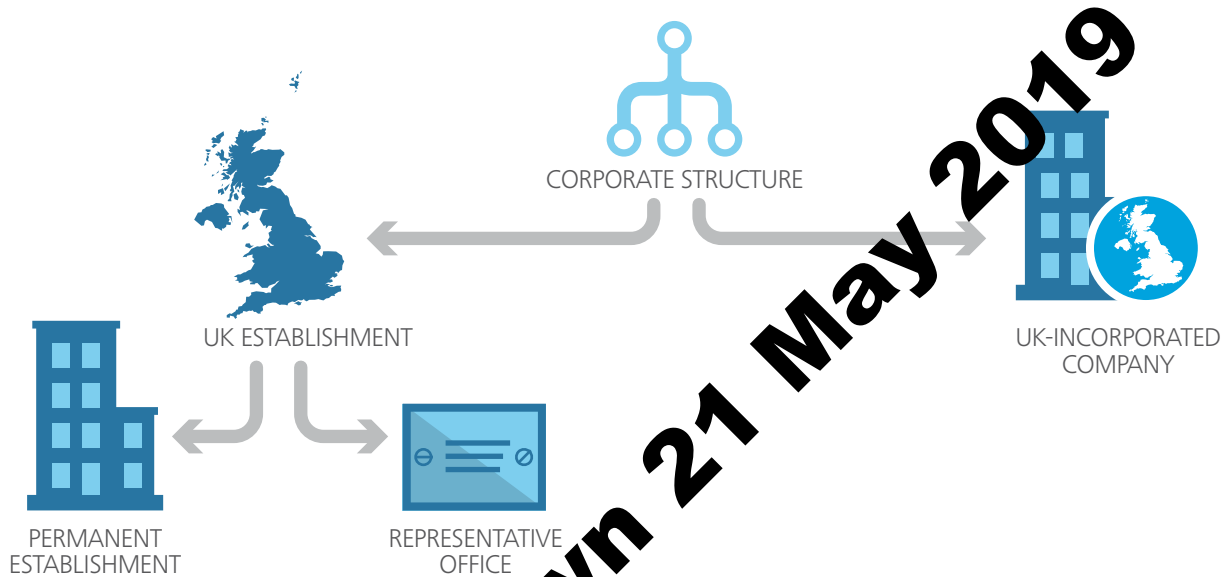 CORPORATE STRUCTURE
UK ESTABLISHMENT
UK-INCORPORATED
COMPANY
PERMANENT
ESTABLISHMENT
REPRESENTATIVE
OFFICE
21 May 2019